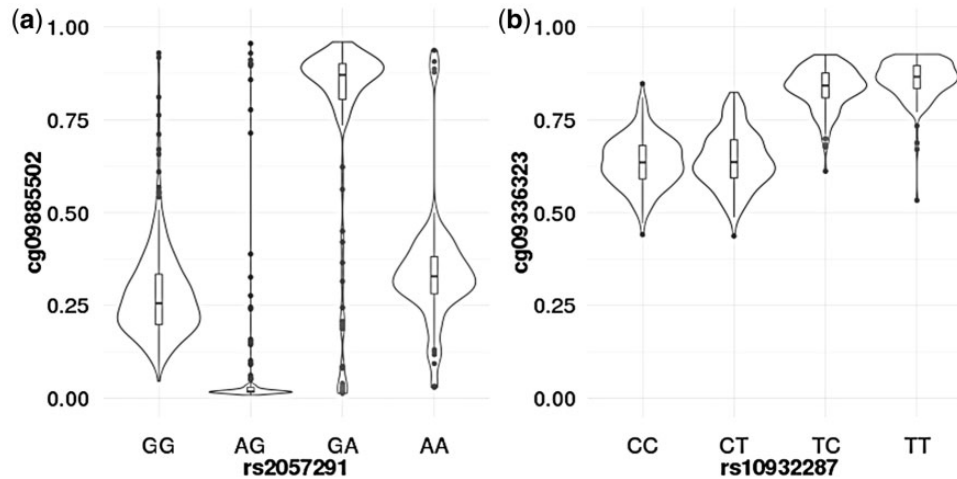 (a)
1.00
0.75
0.50
0.25
0.00
cg09885502
GG AG GA AA
rs2057291
(b)
1.00
0.75
0.50
0.25
0.00
cg09336323
CC CT TC TT
rs10932287